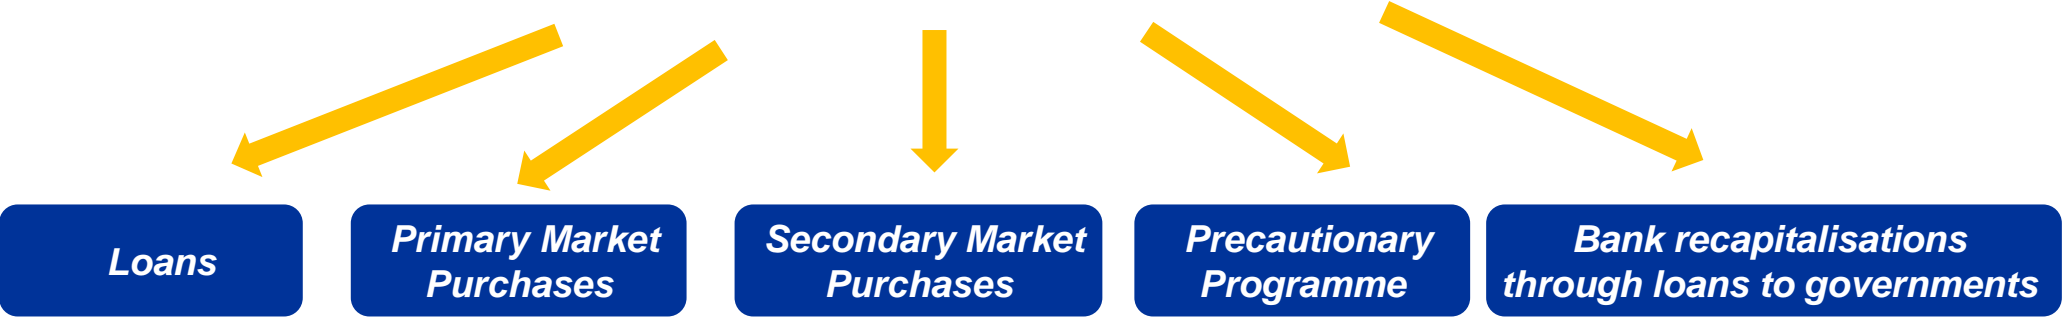 Loans
Primary Market
Purchases
Secondary Market
Purchases
Precautionary
Programme
Bank recapitalisations
through loans to governments